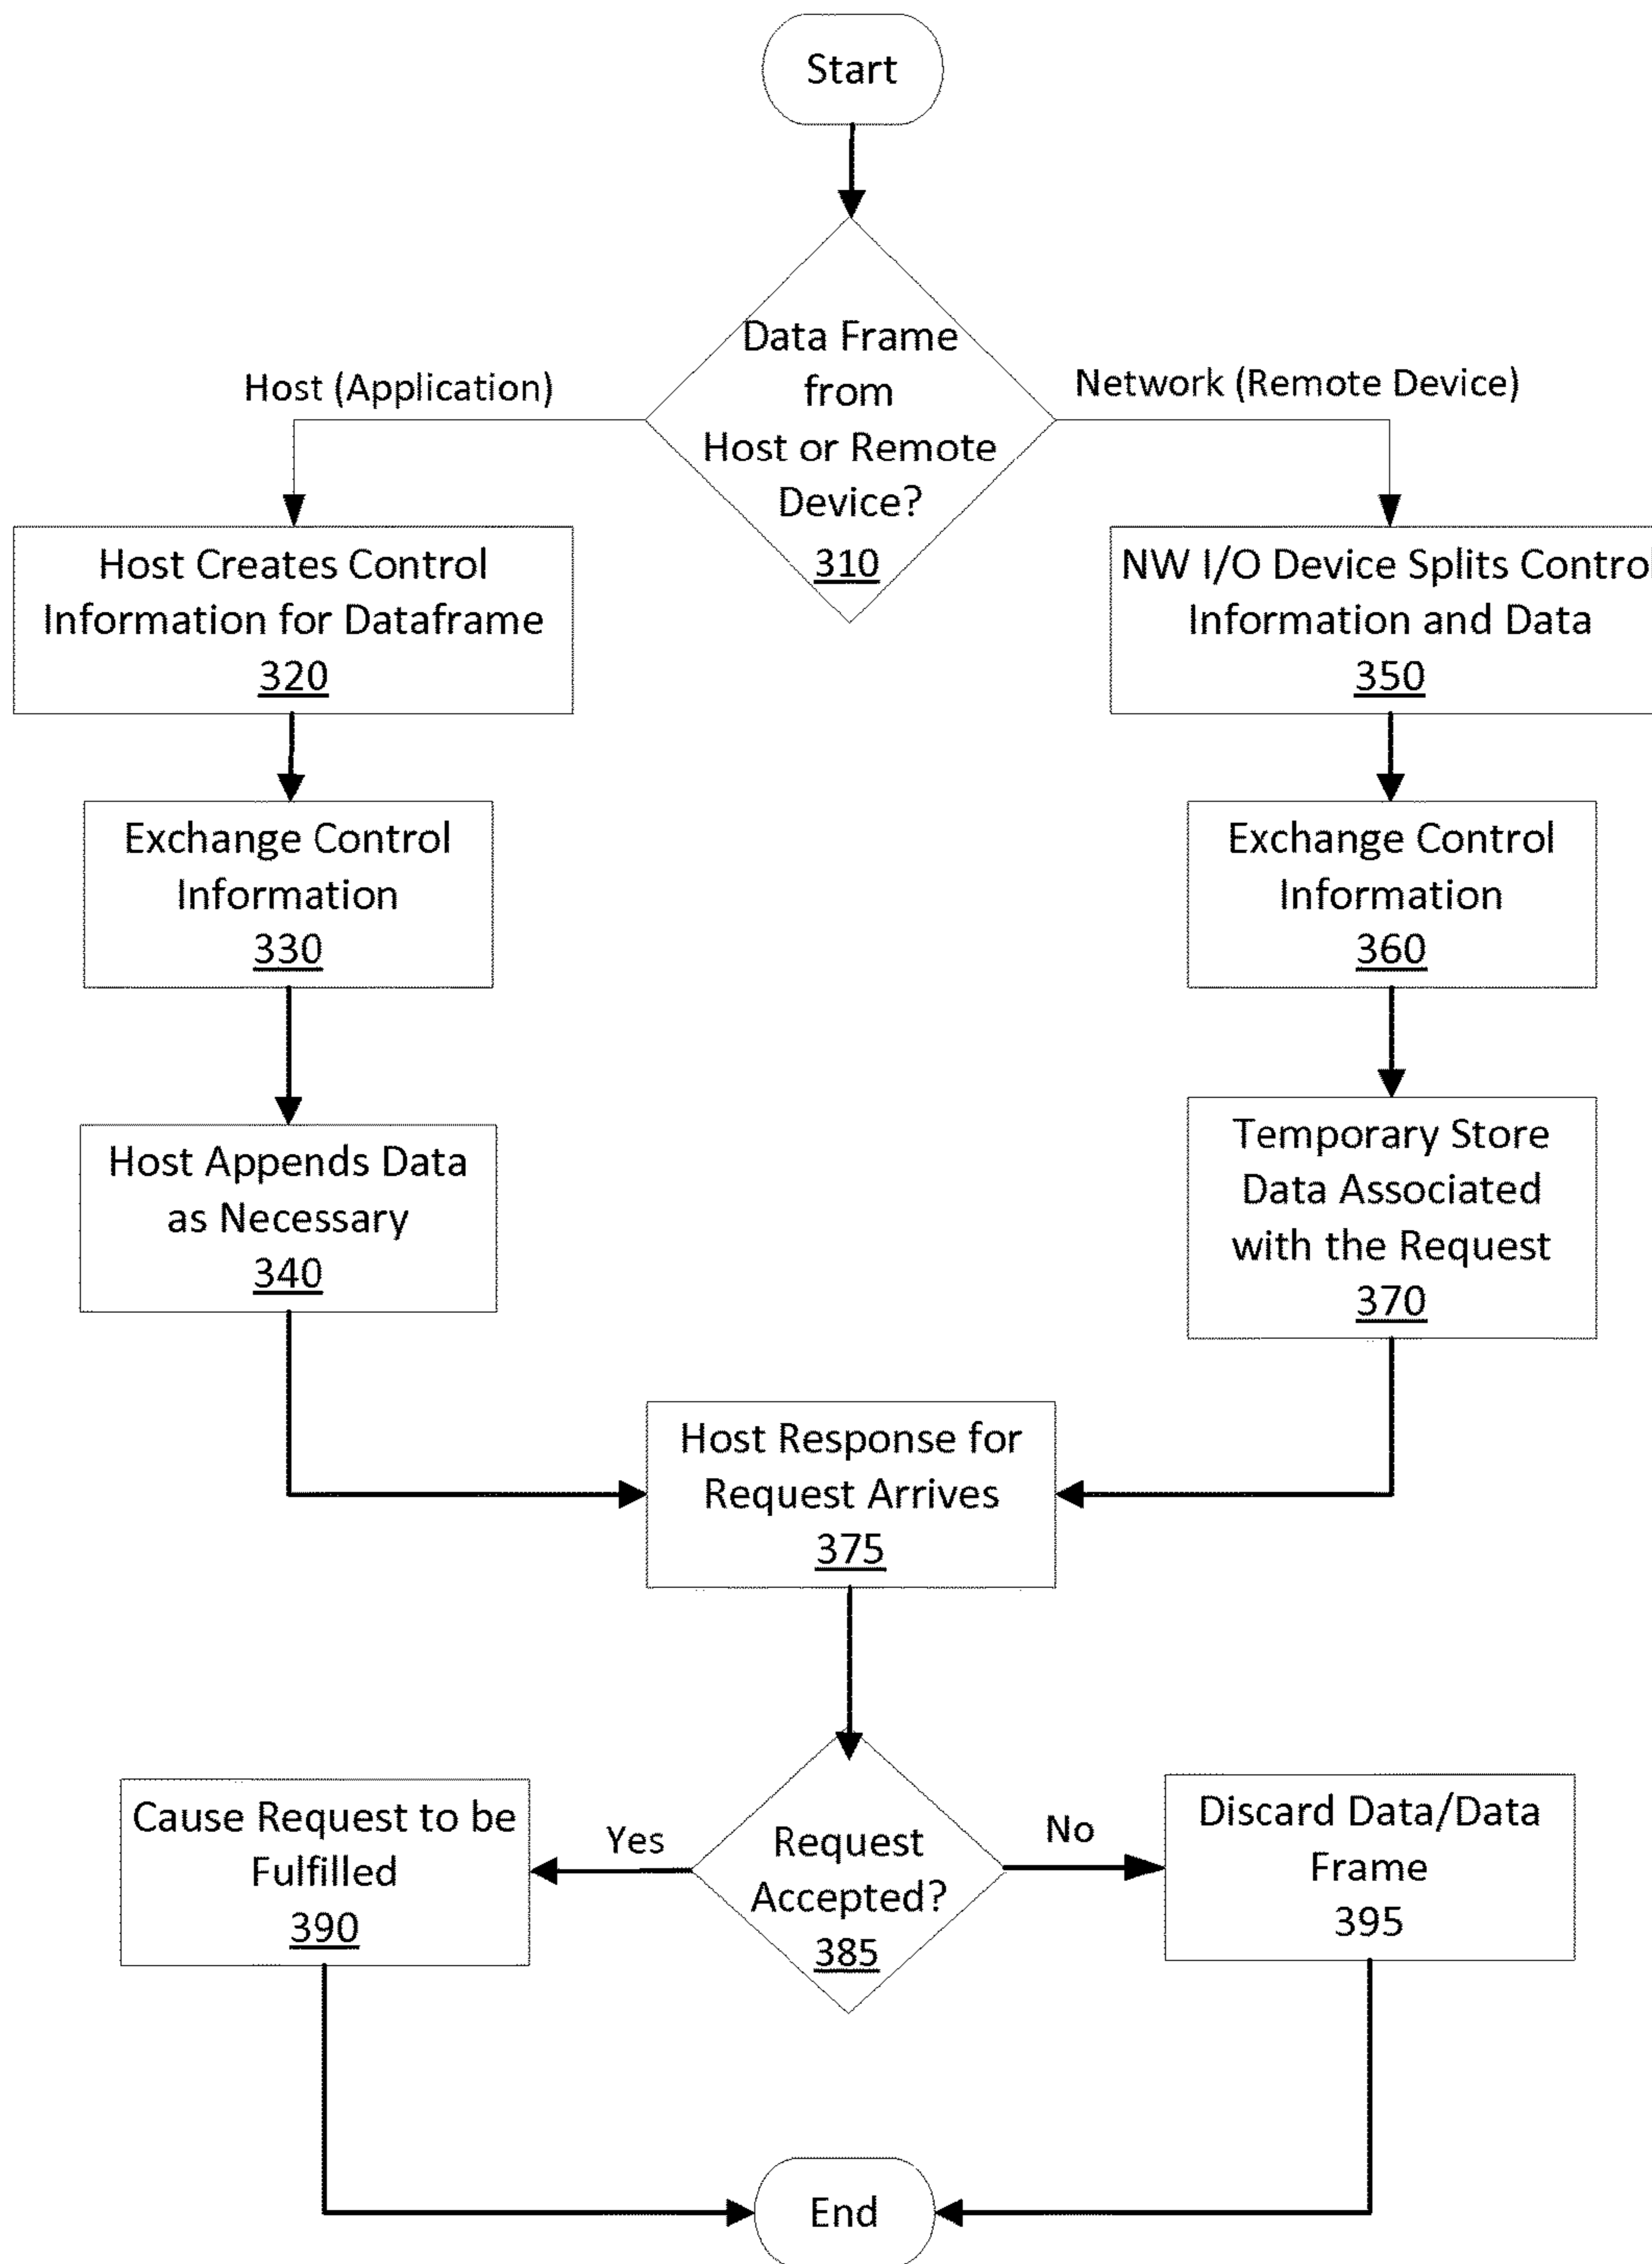 Start
Data Frame
from
Host or Remote
Device?
310
Host (Application)
Network (Remote Device)
Host Creates Control
Information for Dataframe
320
NW I/O Device Splits Control
Information and Data
350
Exchange Control
Information
330
Exchange Control
Information
360
Host Appends Data
as Necessary
340
Temporary Store
Data Associated
with the Request
370
Host Response for
Request Arrives
375
Request
Accepted?
385
Yes
No
Cause Request to be
Fulfilled
390
Discard Data/Data
Frame
395
End